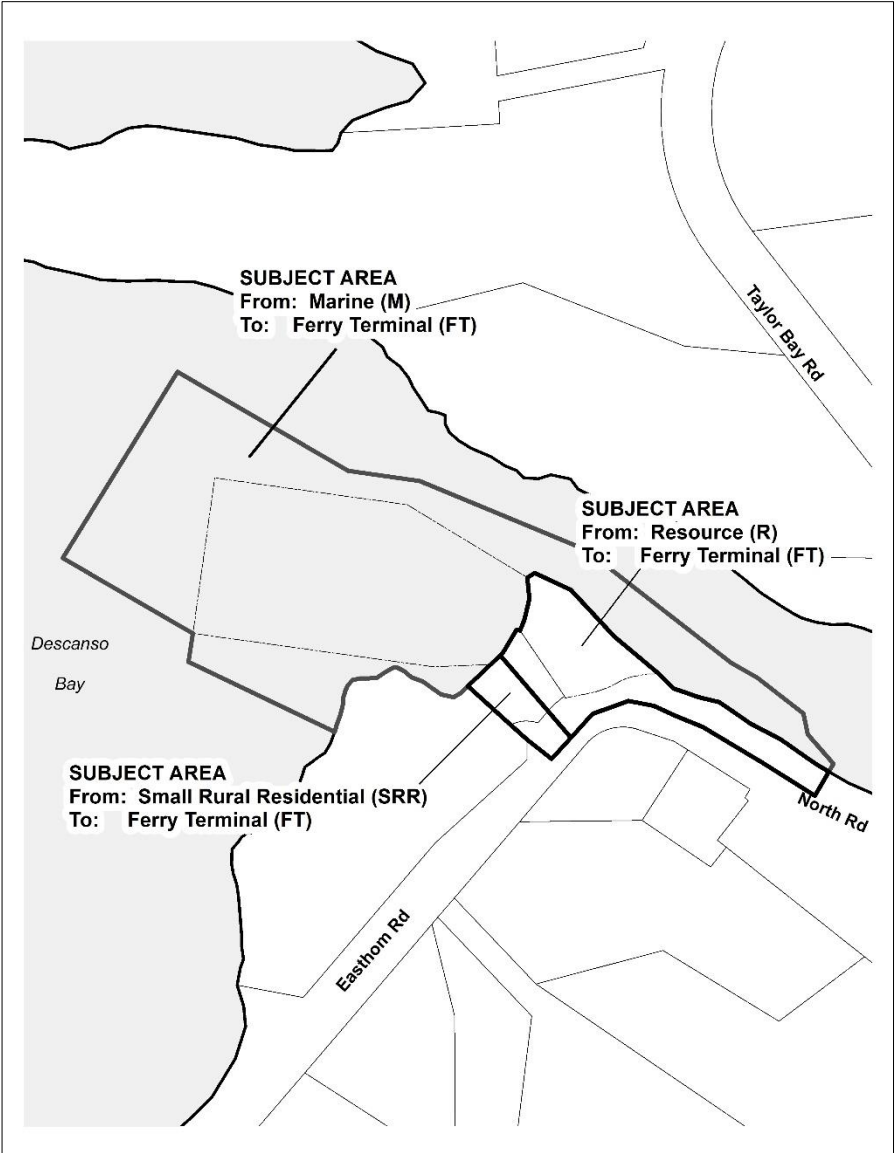 SUBJECT AREA
From: Marine (M)
To: Ferry Terminal (FT)
Taylor Bay Rd
SUBJECT AREA
From: Resource (R)
To: Ferry Terminal (FT)
Descanso
Bay
SUBJECT AREA
From: Small Rural Residential (SRR)
To: Ferry Terminal (FT)
North Rd
Easthom Rd